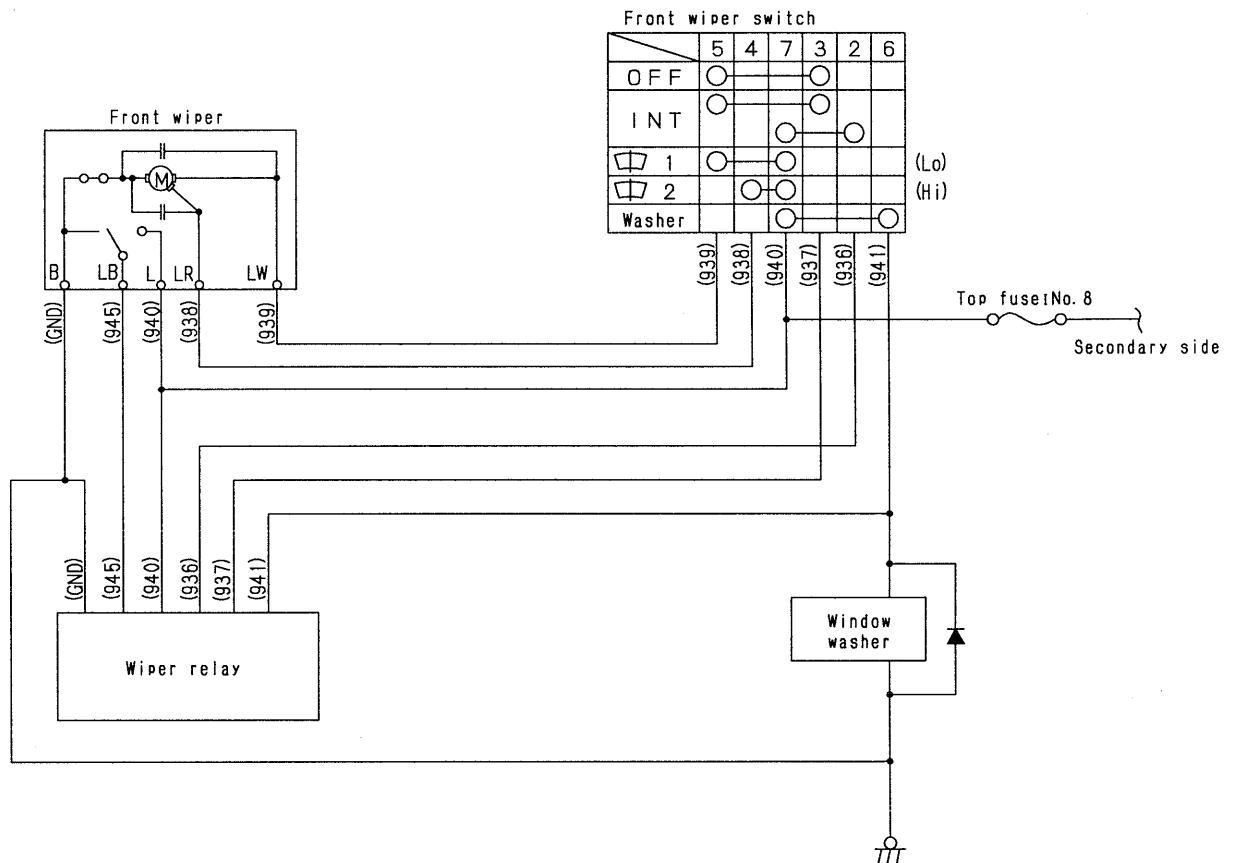 Front wiper switch
5 4 7 3 2 6
OFF
INT
1 (Lo)
2 (Hi)
Washer
(939) (938) (940) (937) (936) (941)
Top fuse:No. 8
Secondary side
Front wiper
M
B LB L LR LW
(GND) (945) (940) (938) (939)
(GND) (945) (940) (936) (937) (941)
Wiper relay
Window
washer